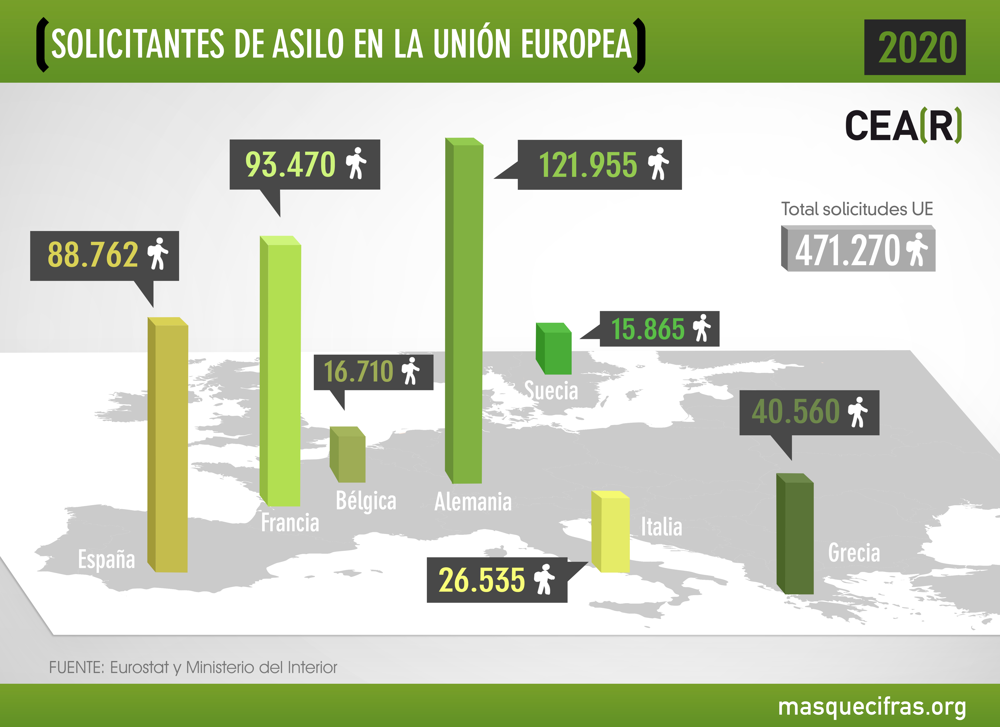 (SOLICITANTES DE ASILO EN LA UNIÓN EUROPEA)
2020
CEA(R)
93.470
121.955
Total solicitudes UE
471.270
88.762
15.865
16.710
Suecia
40.560
Bélgica
Alemania
Francia
Italia
España
Grecia
26.535
FUENTE: Eurostat y Ministerio del Interior
masquecifras.org